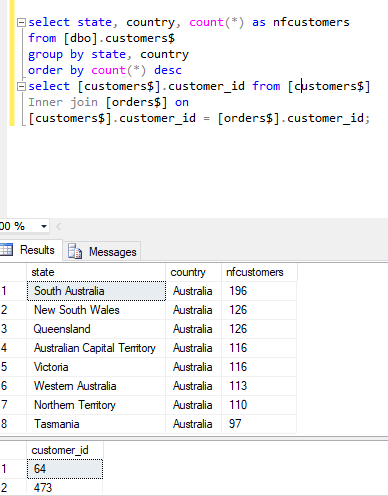 select state, country, count(*) as nfcustomers
from [dbo].customers$
group by state, country
order by count(*) desc
select [customers$].customer_id from [customers$]
Inner join [orders$] on
[customers$].customer_id = [orders$].customer_id;
00 %
Results Messages
state country nfcustomers
1 South Australia Australia 196
2 New South Wales Australia 126
3 Queensland Australia 126
4 Australian Capital Territory Australia 116
5 Victoria Australia 116
6 Western Australia Australia 113
7 Northern Territory Australia 110
8 Tasmania Australia 97
customer_id
1 64
2 473